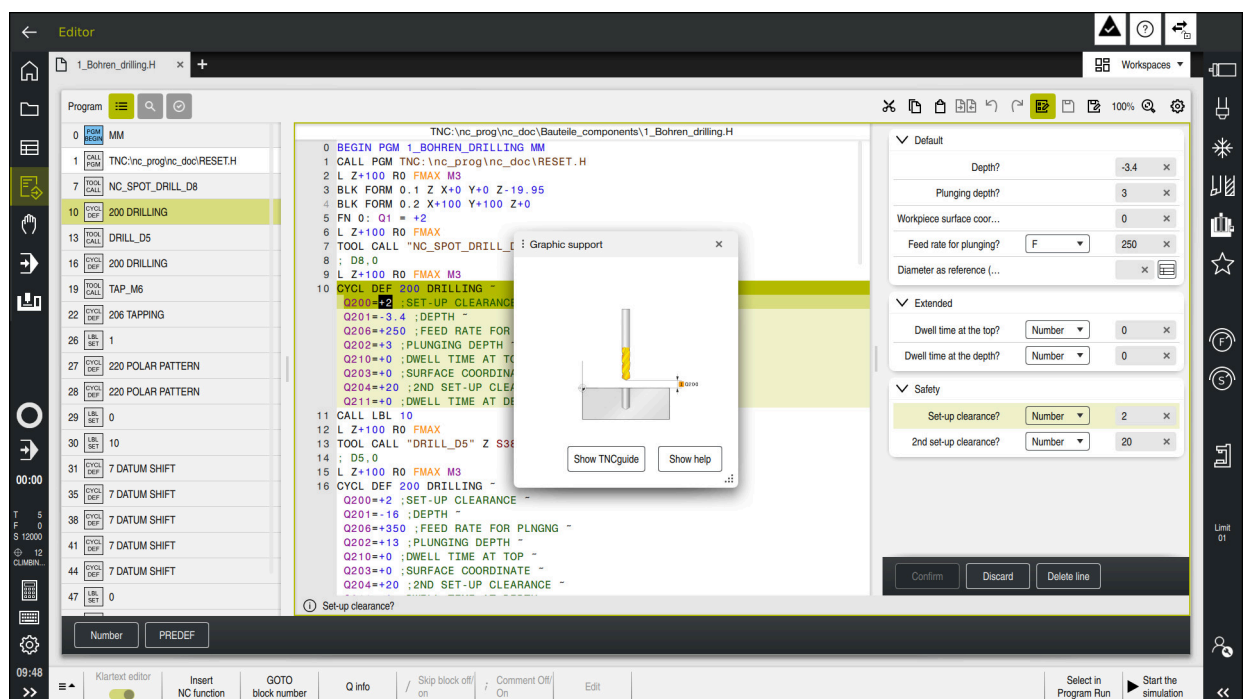 Editor
1_Bohren_drilling.H × +
Workspaces
Program
100%
0 PGM BEGIN MM
1 CALL PGM TNC:\nc_prog\nc_doc\RESET.H
7 TOOL CALL NC_SPOT_DRILL_D8
10 CYCL DEF 200 DRILLING
13 TOOL CALL DRILL_D5
16 CYCL DEF 200 DRILLING
19 TOOL CALL TAP_M6
22 CYCL DEF 206 TAPPING
26 LBL SET 1
27 CYCL DEF 220 POLAR PATTERN
28 CYCL DEF 220 POLAR PATTERN
29 LBL SET 0
30 LBL SET 10
31 CYCL DEF 7 DATUM SHIFT
35 CYCL DEF 7 DATUM SHIFT
38 CYCL DEF 7 DATUM SHIFT
41 CYCL DEF 7 DATUM SHIFT
44 CYCL DEF 7 DATUM SHIFT
47 LBL SET 0
TNC:\nc_prog\nc_doc\Bauteile_components\1_Bohren_drilling.H
0 BEGIN PGM 1_BOHREN_DRILLING MM
1 CALL PGM TNC:\nc_prog\nc_doc\RESET.H
2 L Z+100 R0 FMAX M3
3 BLK FORM 0.1 Z X+0 Y+0 Z-19.95
4 BLK FORM 0.2 X+100 Y+100 Z+0
5 FN 0: Q1 = +2
6 L Z+100 R0 FMAX
7 TOOL CALL "NC_SPOT_DRILL_
8 ; D8,0
9 L Z+100 R0 FMAX M3
10 CYCL DEF 200 DRILLING ~
Q200=+2 ;SET-UP CLEARANCE
Q201=-3.4 ;DEPTH ~
Q206=+250 ;FEED RATE FOR
Q202=+3 ;PLUNGING DEPTH ~
Q210=+0 ;DWELL TIME AT TO
Q203=+0 ;SURFACE COORDINA
Q204=+20 ;2ND SET-UP CLEA
Q211=+0 ;DWELL TIME AT DE
11 CALL LBL 10
12 L Z+100 R0 FMAX
13 TOOL CALL "DRILL_D5" Z S38
14 ; D5,0
15 L Z+100 R0 FMAX M3
16 CYCL DEF 200 DRILLING ~
Q200=+2 ;SET-UP CLEARANCE ~
Q201=-16 ;DEPTH ~
Q206=+350 ;FEED RATE FOR PLNGNG ~
Q202=+13 ;PLUNGING DEPTH ~
Q210=+0 ;DWELL TIME AT TOP ~
Q203=+0 ;SURFACE COORDINATE ~
Q204=+20 ;2ND SET-UP CLEARANCE ~
Set-up clearance?
Graphic support ×
Q200
Show TNCguide
Show help
Default
Depth? -3.4 ×
Plunging depth? 3 ×
Workpiece surface coor... 0 ×
Feed rate for plunging? F 250 ×
Diameter as reference (... ×
Extended
Dwell time at the top? Number 0 ×
Dwell time at the depth? Number 0 ×
Safety
Set-up clearance? Number 2 ×
2nd set-up clearance? Number 20 ×
Confirm Discard Delete line
Number PREDEF
00:00
T 5
F 0
S 12000
12
CLIMBIN...
09:48
F
S
Limit
01
Klartext editor
Insert
NC function
GOTO
block number
Q info
/ Skip block off/
on
; Comment Off/
On
Edit
Select in
Program Run
Start the
simulation